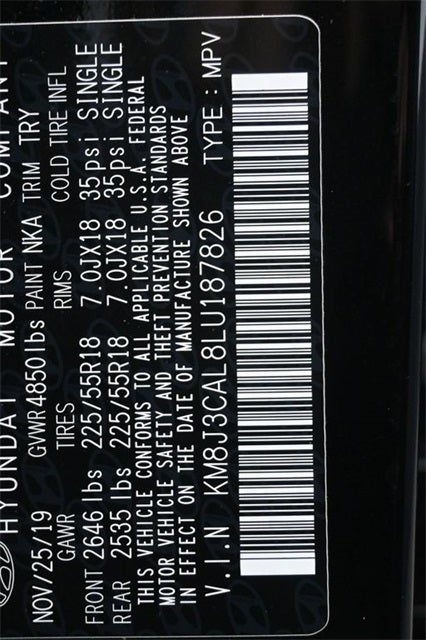 HYUNDAI MOTOR COMPANY
NOV/25/19 GVWR 4850 lbs PAINT NKA TRIM TRY
GAWR TIRES RIMS COLD TIRE INFL
FRONT 2646 lbs 225/55R18 7.0JX18 35psi SINGLE
REAR 2535 lbs 225/55R18 7.0JX18 35psi SINGLE
THIS VEHICLE CONFORMS TO ALL APPLICABLE U.S.A. FEDERAL
MOTOR VEHICLE SAFETY AND THEFT PREVENTION STANDARDS
IN EFFECT ON THE DATE OF MANUFACTURE SHOWN ABOVE
V.I.N KM8J3CAL8LU187826 TYPE : MPV